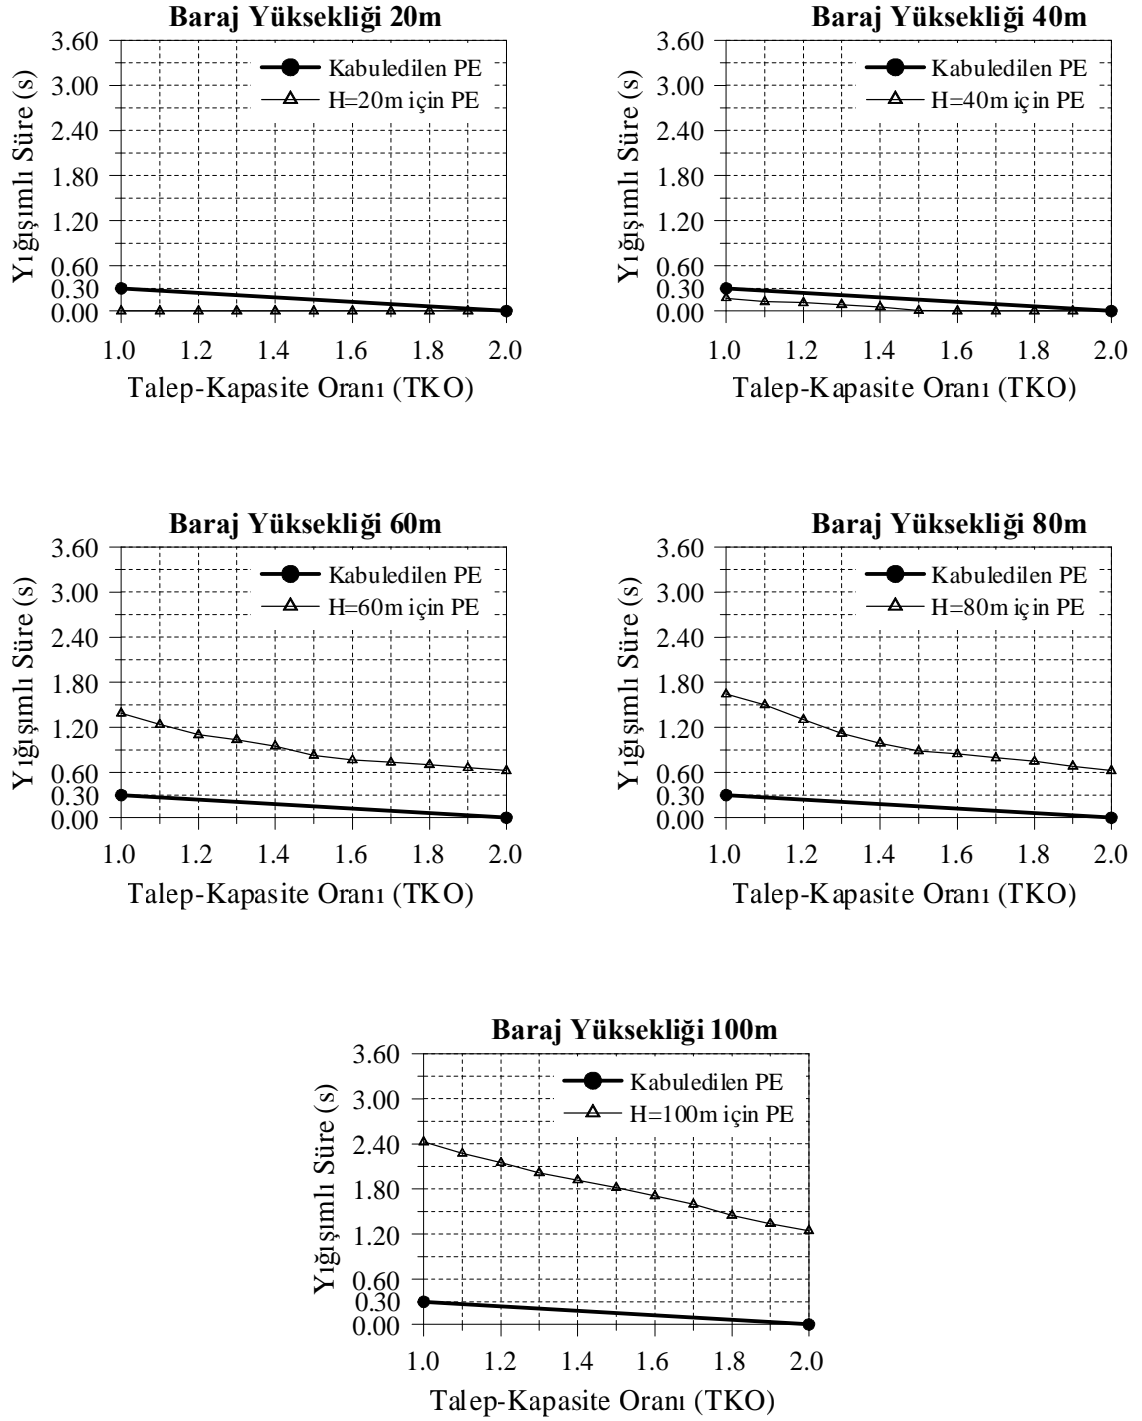 Baraj Yüksekliği 20m
3.60
3.00
2.40
1.80
1.20
0.60
0.30
0.00
Yığışımlı Süre (s)
Kabuledilen PE
H=20m için PE
1.0 1.2 1.4 1.6 1.8 2.0
Talep-Kapasite Oranı (TKO)
Baraj Yüksekliği 40m
3.60
3.00
2.40
1.80
1.20
0.60
0.30
0.00
Yığışımlı Süre (s)
Kabuledilen PE
H=40m için PE
1.0 1.2 1.4 1.6 1.8 2.0
Talep-Kapasite Oranı (TKO)
Baraj Yüksekliği 60m
3.60
3.00
2.40
1.80
1.20
0.60
0.30
0.00
Yığışımlı Süre (s)
Kabuledilen PE
H=60m için PE
1.0 1.2 1.4 1.6 1.8 2.0
Talep-Kapasite Oranı (TKO)
Baraj Yüksekliği 80m
3.60
3.00
2.40
1.80
1.20
0.60
0.30
0.00
Yığışımlı Süre (s)
Kabuledilen PE
H=80m için PE
1.0 1.2 1.4 1.6 1.8 2.0
Talep-Kapasite Oranı (TKO)
Baraj Yüksekliği 100m
3.60
3.00
2.40
1.80
1.20
0.60
0.30
0.00
Yığışımlı Süre (s)
Kabuledilen PE
H=100m için PE
1.0 1.2 1.4 1.6 1.8 2.0
Talep-Kapasite Oranı (TKO)